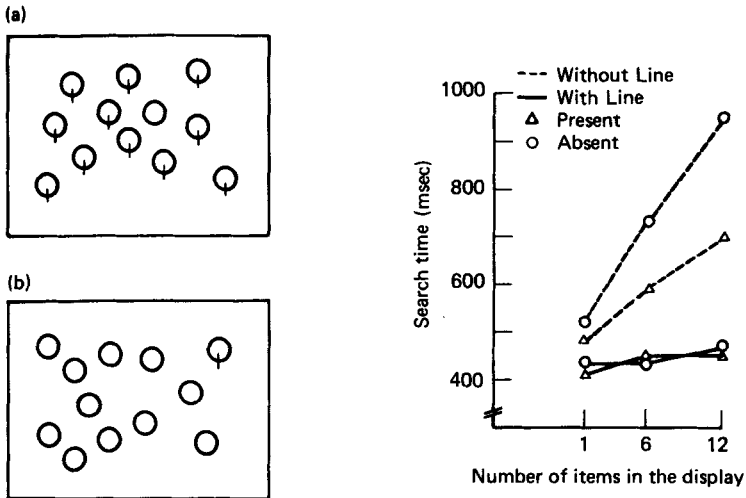 (a)
(b)
Without Line
With Line
Present
Absent
Search time (msec)
1000
800
600
400
1 6 12
Number of items in the display